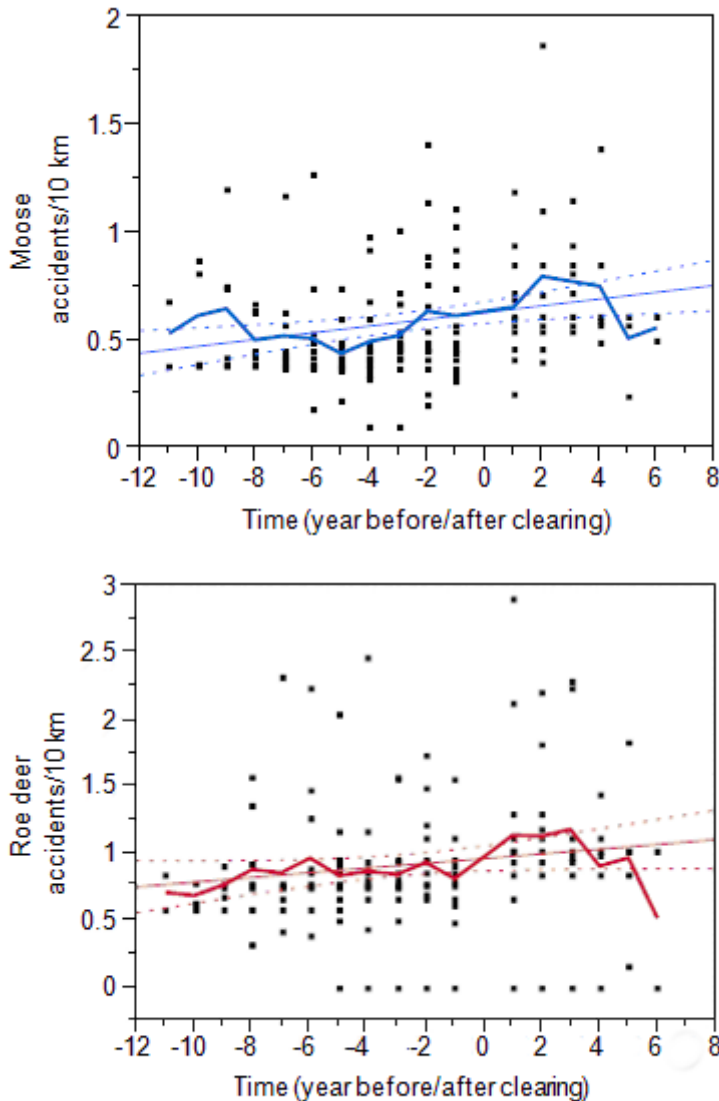 2
1.5
1
0.5
0
Moose
accidents/10 km
-12 -10 -8 -6 -4 -2 0 2 4 6 8
Time (year before/after clearing)
3
2.5
2
1.5
1
0.5
0
Roe deer
accidents/10 km
-12 -10 -8 -6 -4 -2 0 2 4 6 8
Time (year before/after clearing)